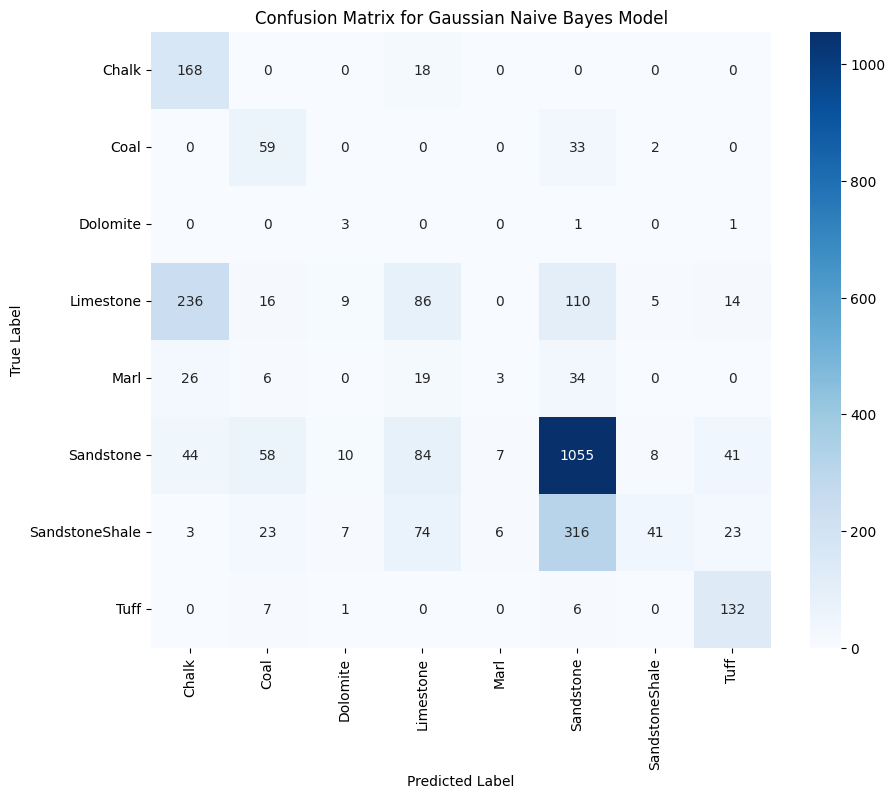 Confusion Matrix for Gaussian Naive Bayes Model
True Label
Chalk 168 0 0 18 0 0 0 0
Coal 0 59 0 0 0 33 2 0
Dolomite 0 0 3 0 0 1 0 1
Limestone 236 16 9 86 0 110 5 14
Marl 26 6 0 19 3 34 0 0
Sandstone 44 58 10 84 7 1055 8 41
SandstoneShale 3 23 7 74 6 316 41 23
Tuff 0 7 1 0 0 6 0 132
Chalk Coal Dolomite Limestone Marl Sandstone SandstoneShale Tuff
Predicted Label
1000
800
600
400
200
0